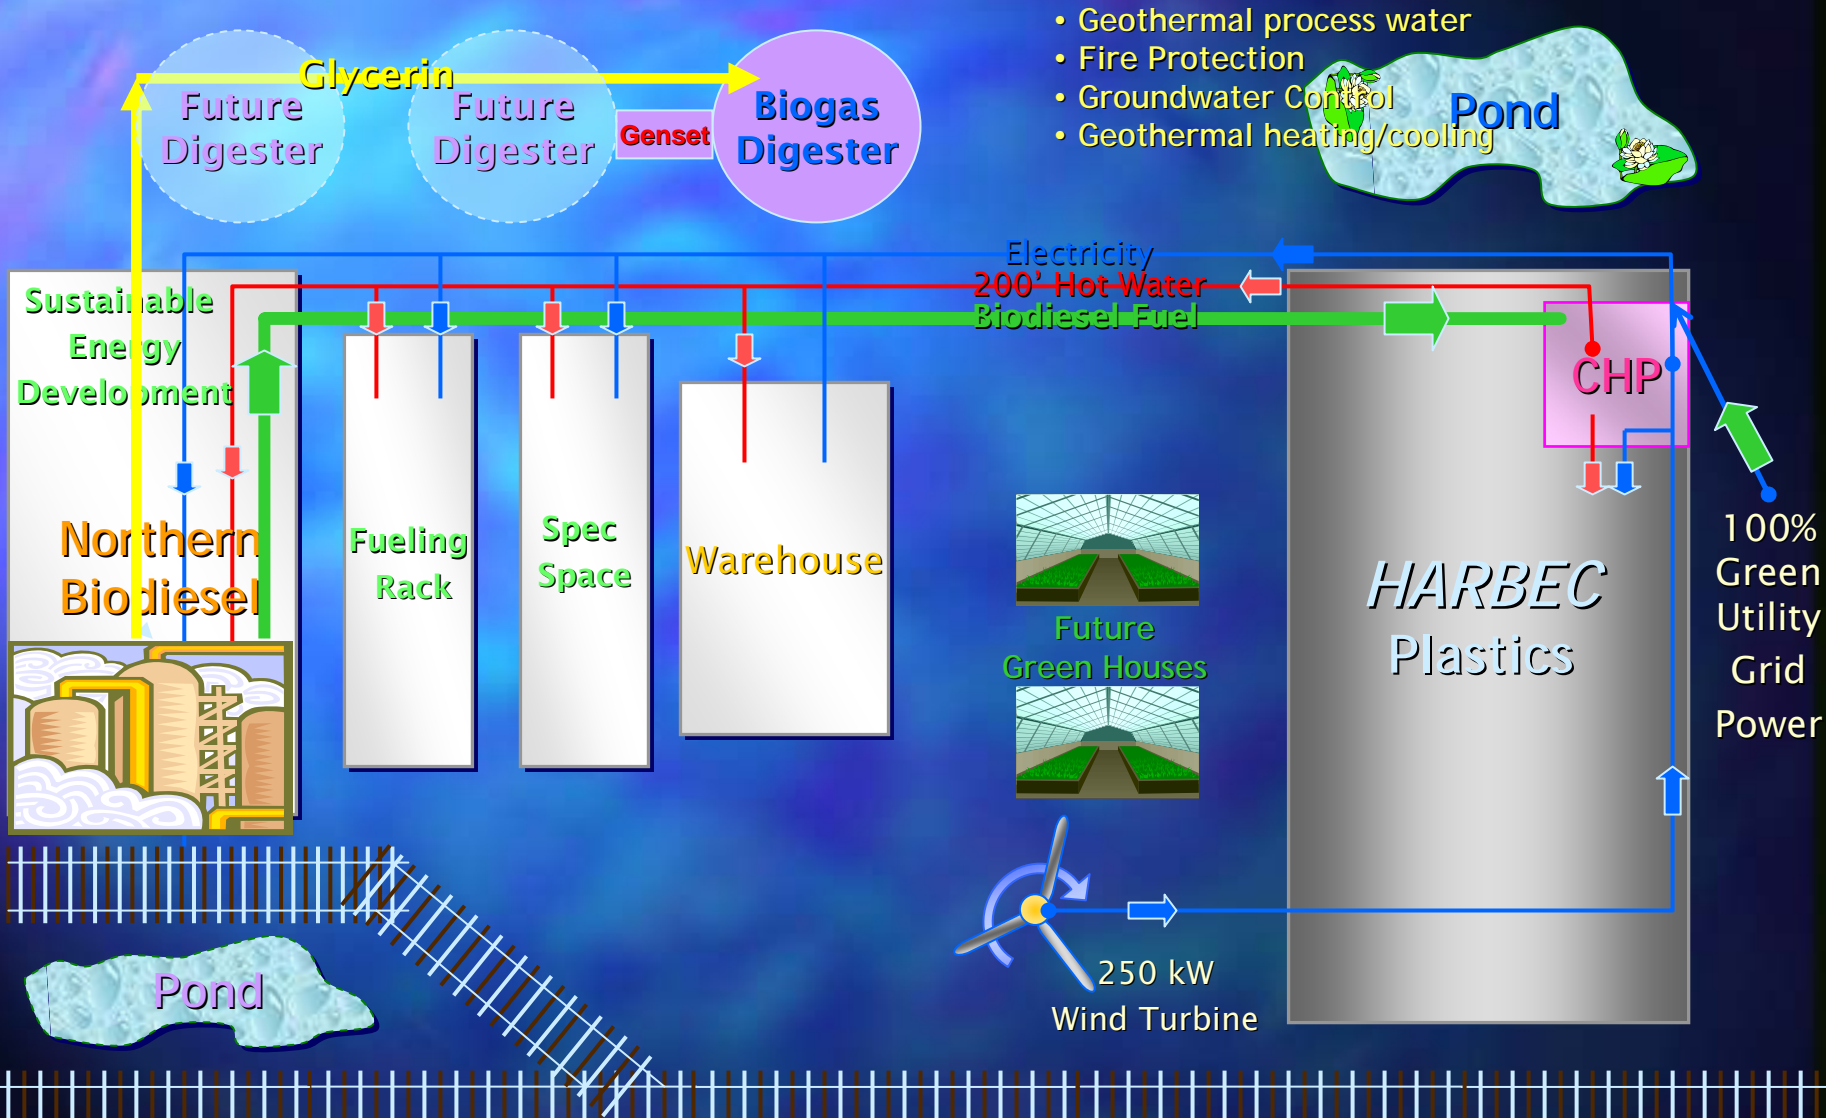 • Geothermal process water
• Fire Protection
• Groundwater Control
• Geothermal heating/cooling
Pond
Glycerin
Future
Digester
Future
Digester
Genset
Biogas
Digester
Electricity
200' Hot Water
Biodiesel Fuel
Sustainable
Energy
Development
Northern
Biodiesel
Fueling
Rack
Spec
Space
Warehouse
Future
Green Houses
CHP
HARBEC
Plastics
100%
Green
Utility
Grid
Power
250 kW
Wind Turbine
Pond